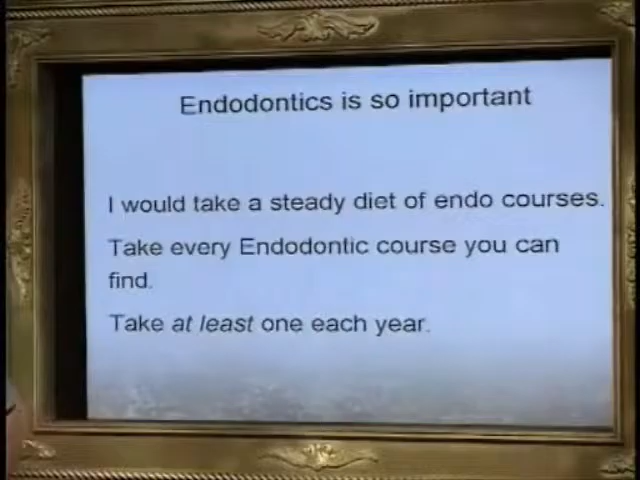 Endodontics is so important
I would take a steady diet of endo courses.
Take every Endodontic course you can
find.
Take at least one each year.